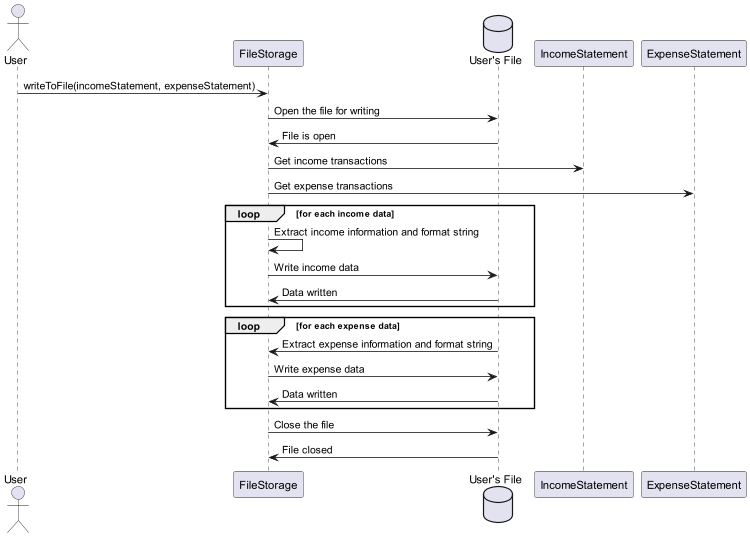 User
FileStorage
User's File
IncomeStatement
ExpenseStatement
writeToFile(incomeStatement, expenseStatement)
Open the file for writing
File is open
Get income transactions
Get expense transactions
loop [for each income data]
Extract income information and format string
Write income data
Data written
loop [for each expense data]
Extract expense information and format string
Write expense data
Data written
Close the file
File closed
User
FileStorage
User's File
IncomeStatement
ExpenseStatement